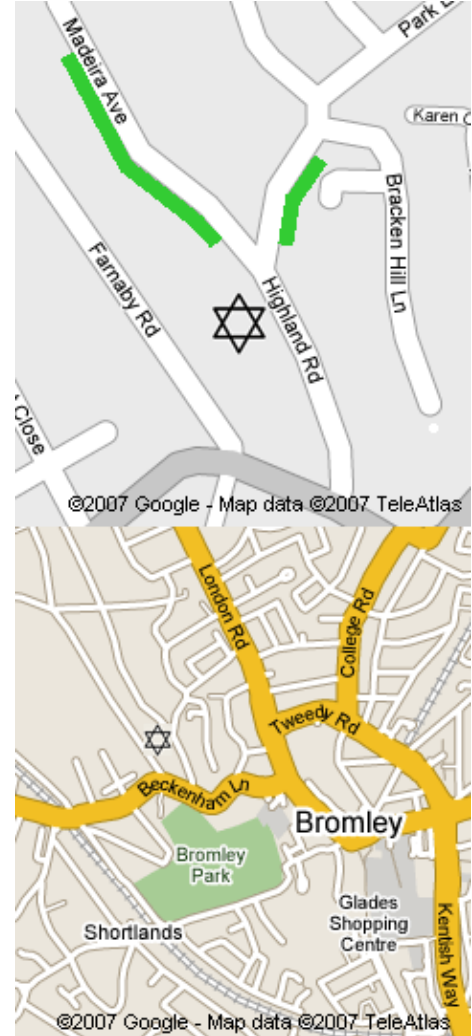 Madeira Ave
Park
Karen
Bracken Hill Ln
Farnaby Rd
Highland Rd
Close
©2007 Google - Map data ©2007 TeleAtlas
London Rd
College Rd
Tweedy Rd
Beckenham Ln
Bromley
Bromley
Park
Glades
Shopping
Centre
Shortlands
Kentish Way
©2007 Google - Map data ©2007 TeleAtlas